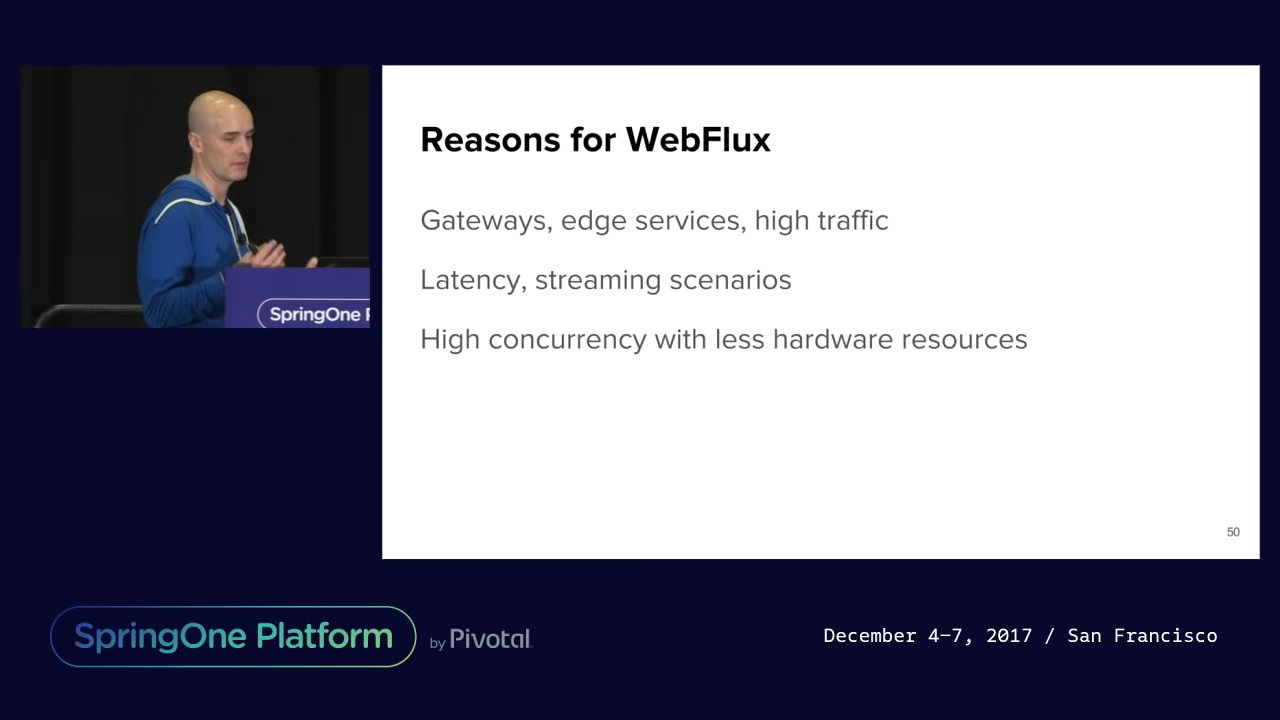 Reasons for WebFlux
Gateways, edge services, high traffic
Latency, streaming scenarios
High concurrency with less hardware resources
50
SpringOne P
SpringOne Platform
by Pivotal.
December 4–7, 2017 / San Francisco